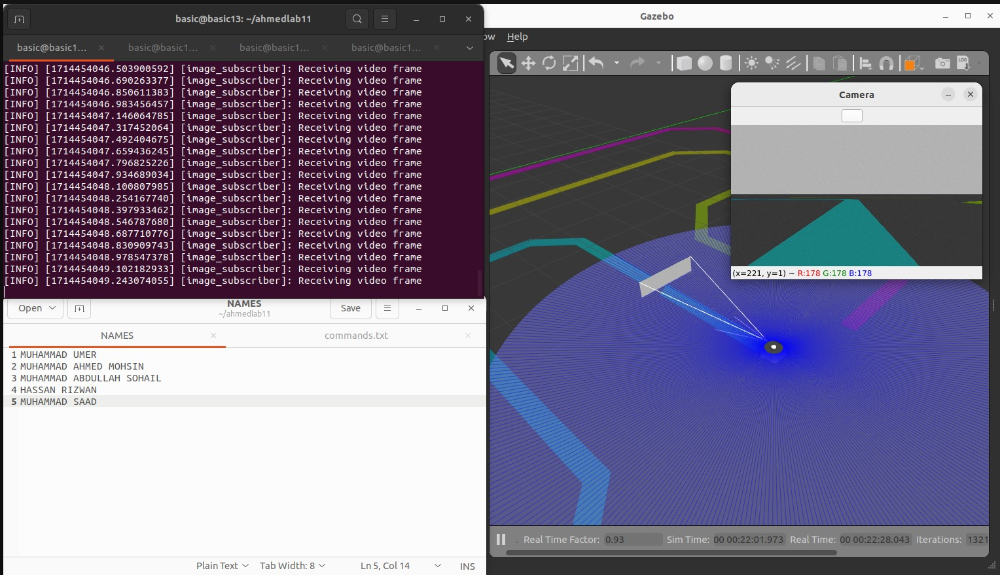 basic@basic13: ~/ahmedlab11
basic@basic1...
basic@basic1...
basic@basic1...
basic@basic1...
[INFO] [1714454046.503900592] [image_subscriber]: Receiving video frame
[INFO] [1714454046.690263377] [image_subscriber]: Receiving video frame
[INFO] [1714454046.850611383] [image_subscriber]: Receiving video frame
[INFO] [1714454046.983456457] [image_subscriber]: Receiving video frame
[INFO] [1714454047.146064785] [image_subscriber]: Receiving video frame
[INFO] [1714454047.317452064] [image_subscriber]: Receiving video frame
[INFO] [1714454047.492404675] [image_subscriber]: Receiving video frame
[INFO] [1714454047.659436245] [image_subscriber]: Receiving video frame
[INFO] [1714454047.796825226] [image_subscriber]: Receiving video frame
[INFO] [1714454047.934689034] [image_subscriber]: Receiving video frame
[INFO] [1714454048.100807985] [image_subscriber]: Receiving video frame
[INFO] [1714454048.254167740] [image_subscriber]: Receiving video frame
[INFO] [1714454048.397933462] [image_subscriber]: Receiving video frame
[INFO] [1714454048.546787680] [image_subscriber]: Receiving video frame
[INFO] [1714454048.687710776] [image_subscriber]: Receiving video frame
[INFO] [1714454048.830909743] [image_subscriber]: Receiving video frame
[INFO] [1714454048.978547378] [image_subscriber]: Receiving video frame
[INFO] [1714454049.102182933] [image_subscriber]: Receiving video frame
[INFO] [1714454049.243074055] [image_subscriber]: Receiving video frame
Open
NAMES
~/ahmedlab11
Save
NAMES
commands.txt
1 MUHAMMAD UMER
2 MUHAMMAD AHMED MOHSIN
3 MUHAMMAD ABDULLAH SOHAIL
4 HASSAN RIZWAN
5 MUHAMMAD SAAD
Plain Text
Tab Width: 8
Ln 5, Col 14
INS
Gazebo
ow Help
LOG
Camera
(x=221, y=1) ~ R:178 G:178 B:178
Real Time Factor: 0.93 Sim Time: 00 00:22:01.973 Real Time: 00 00:22:28.043 Iterations: 1321